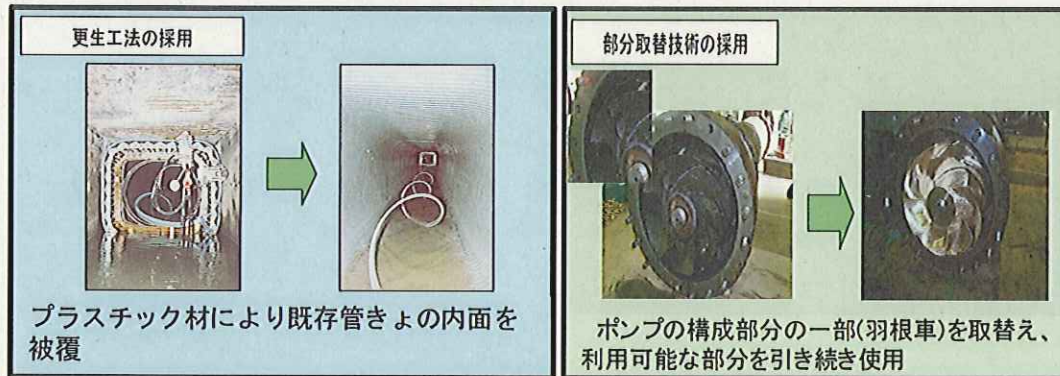 更生工法の採用
プラスチック材により既存管きょの内面を
被覆
部分取替技術の採用
ポンプの構成部分の一部(羽根車)を取替え、
利用可能な部分を引き続き使用